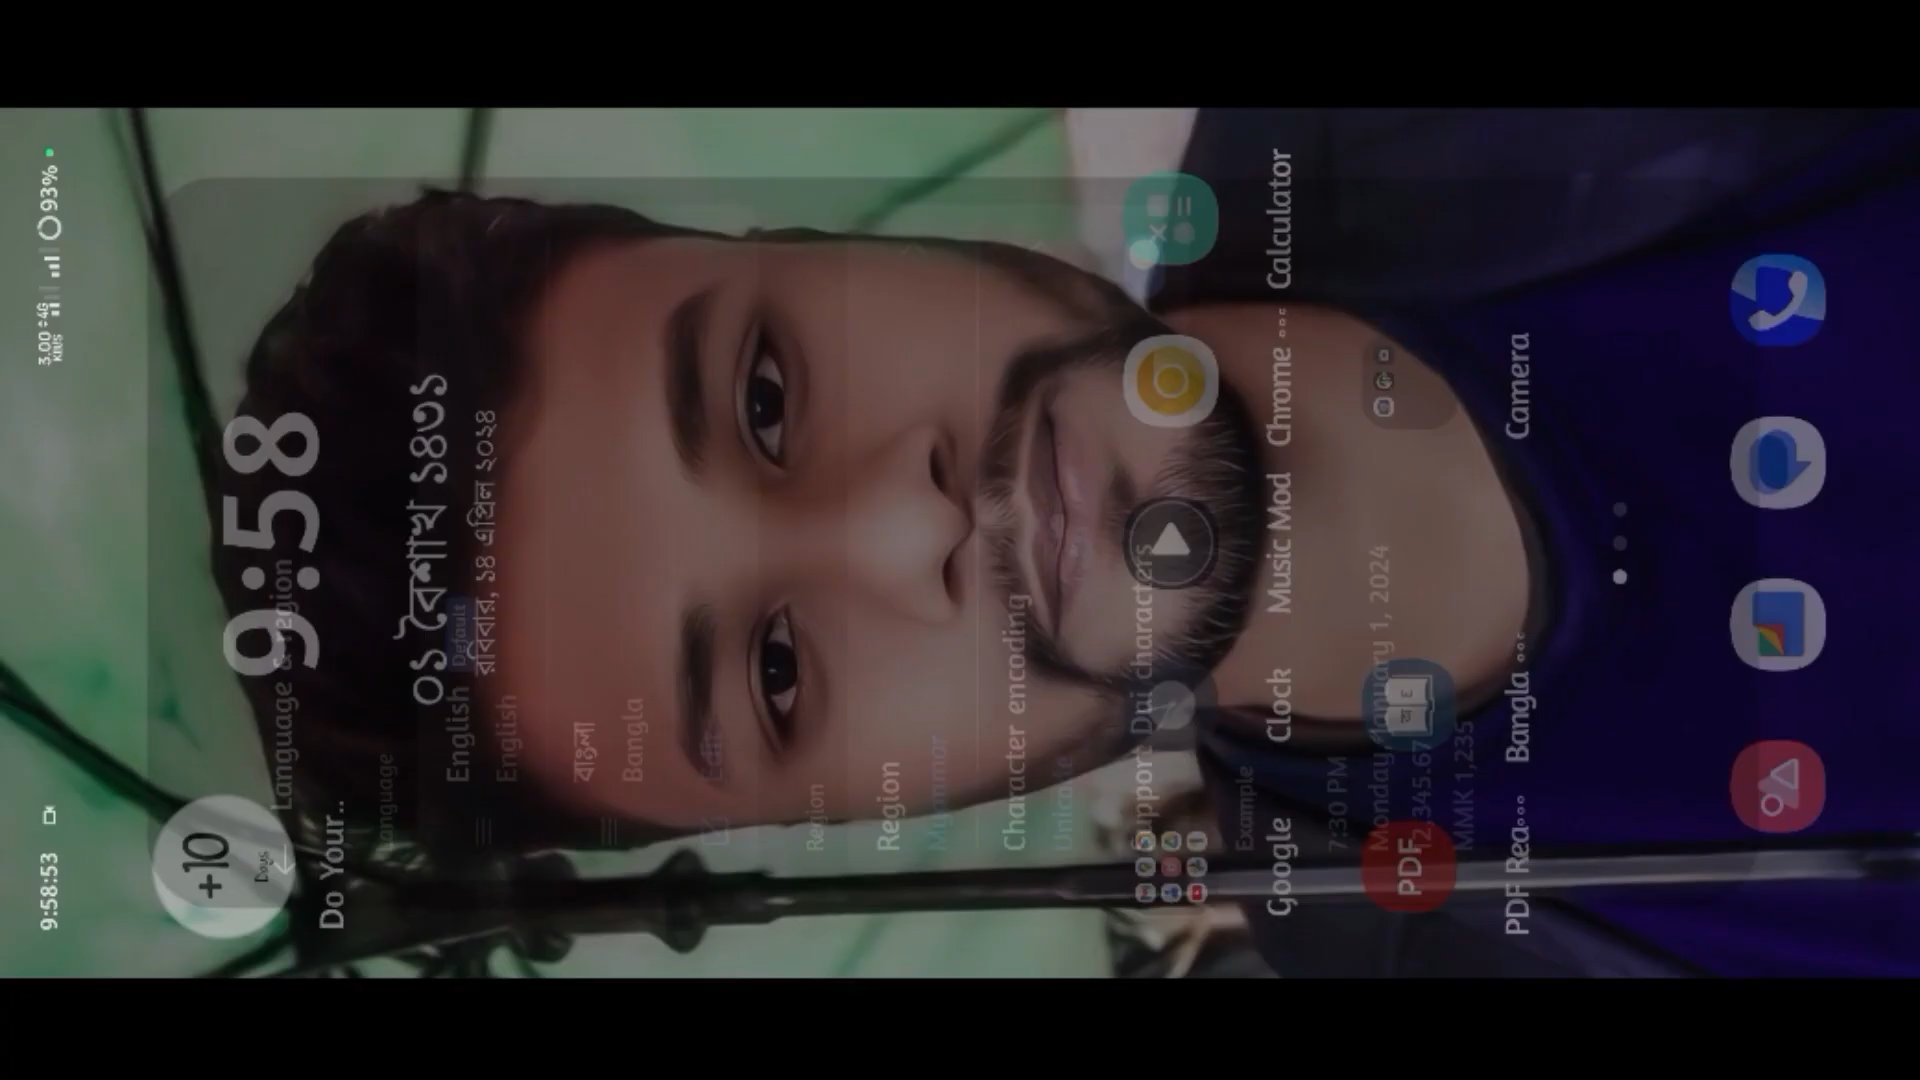 9:58:53
3.00 4G
KB/S
93%
9:58
+10
Days
Do Your..
০১ বৈশাখ ১৪৩১
রবিবার, ১৪ এপ্রিল ২০২৪
Language & region
Language
English Default
English
বাংলা
Bangla
Edit
Region
Region
Myanmar
Character encoding
Unicode
Support Dui characters
Example
7:30 PM
Monday, January 1, 2024
12,345.67
MMK 1,235
Google
Clock
Music Mod
Chrome ...
Calculator
PDF
PDF Rea...
অ E
Bangla ...
Camera